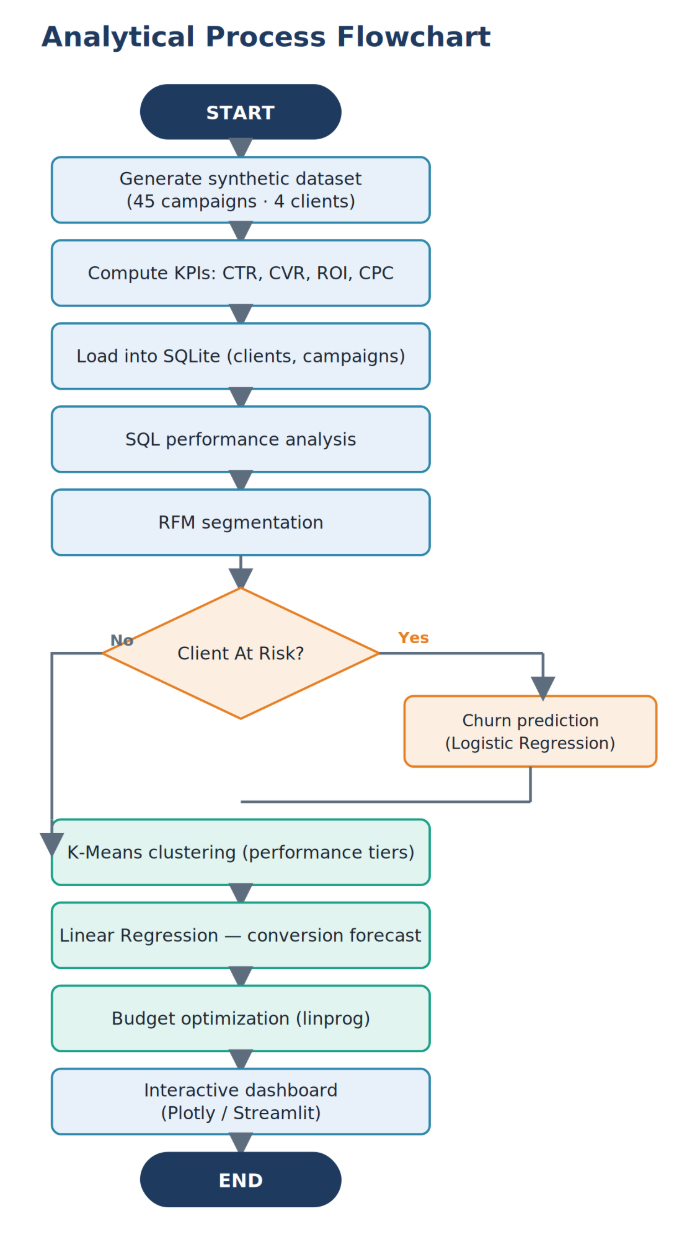 Analytical Process Flowchart
START
Generate synthetic dataset
(45 campaigns · 4 clients)
Compute KPIs: CTR, CVR, ROI, CPC
Load into SQLite (clients, campaigns)
SQL performance analysis
RFM segmentation
No
Client At Risk?
Yes
Churn prediction
(Logistic Regression)
K-Means clustering (performance tiers)
Linear Regression — conversion forecast
Budget optimization (linprog)
Interactive dashboard
(Plotly / Streamlit)
END